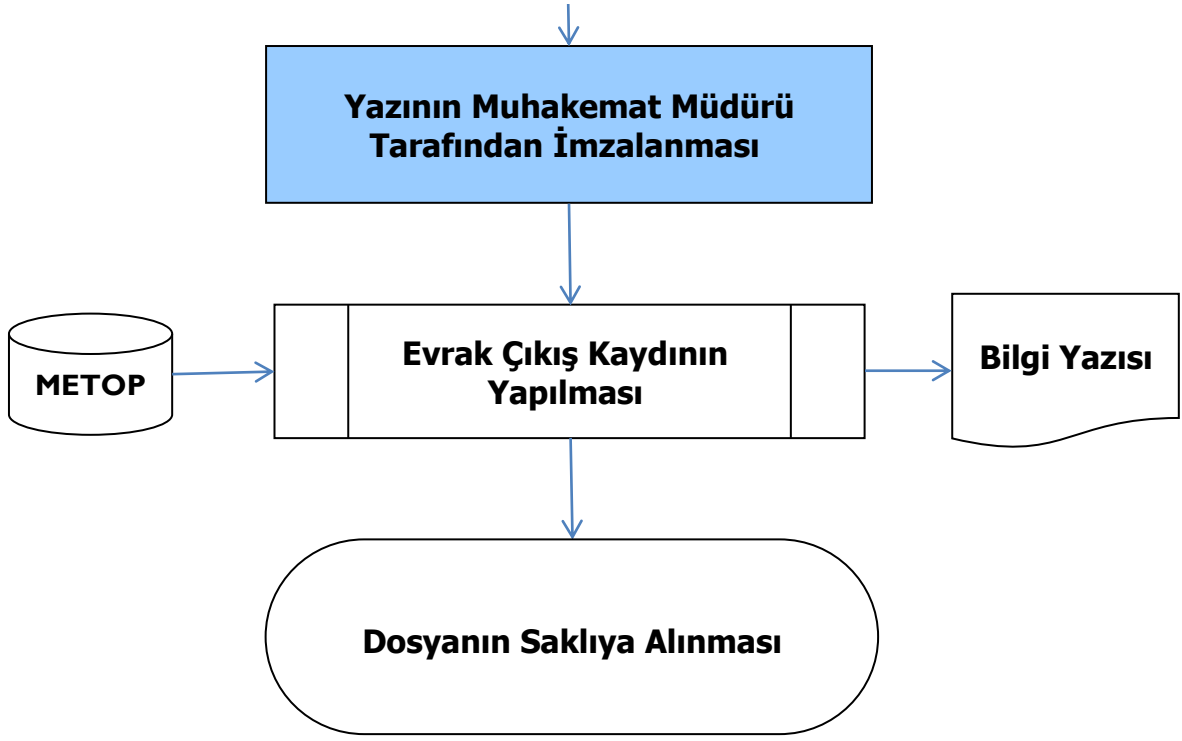 Yazının Muhakemat Müdürü
Tarafından İmzalanması
METOP
Evrak Çıkış Kaydının
Yapılması
Bilgi Yazısı
Dosyanın Saklıya Alınması